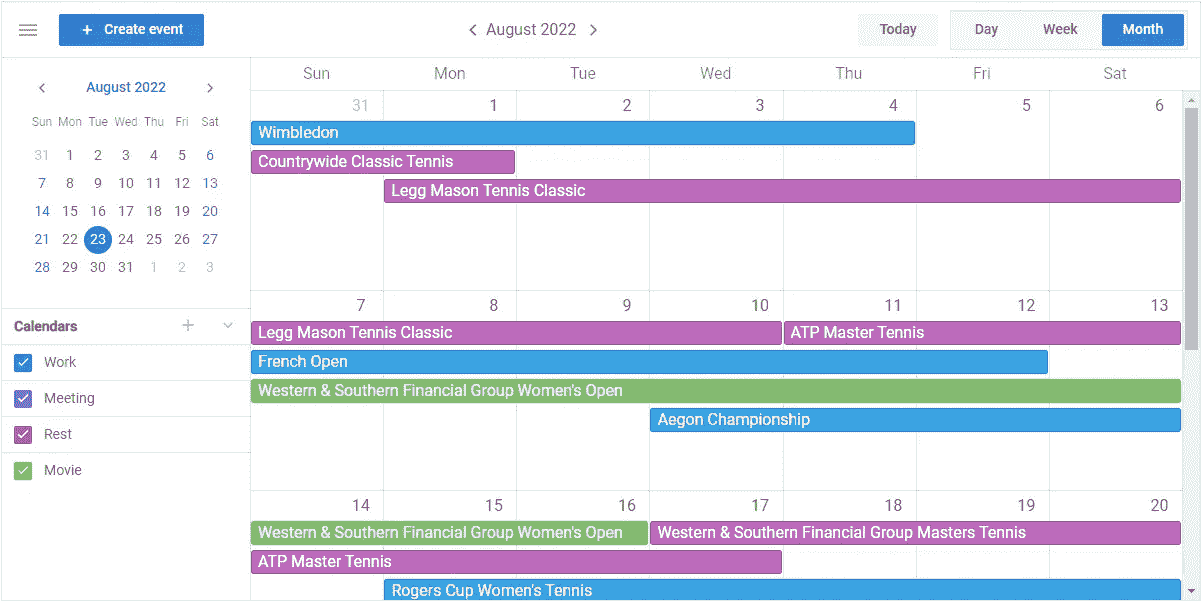 + Create event
August 2022
Today
Day Week Month
August 2022
Sun Mon Tue Wed Thu Fri Sat
31 1 2 3 4 5 6
7 8 9 10 11 12 13
14 15 16 17 18 19 20
21 22 23 24 25 26 27
28 29 30 31 1 2 3
Calendars
Work
Meeting
Rest
Movie
Sun Mon Tue Wed Thu Fri Sat
31 1 2 3 4 5 6
Wimbledon
Countrywide Classic Tennis
Legg Mason Tennis Classic
7 8 9 10 11 12 13
Legg Mason Tennis Classic ATP Master Tennis
French Open
Western & Southern Financial Group Women's Open
Aegon Championship
14 15 16 17 18 19 20
Western & Southern Financial Group Women's Open Western & Southern Financial Group Masters Tennis
ATP Master Tennis
Rogers Cup Women's Tennis